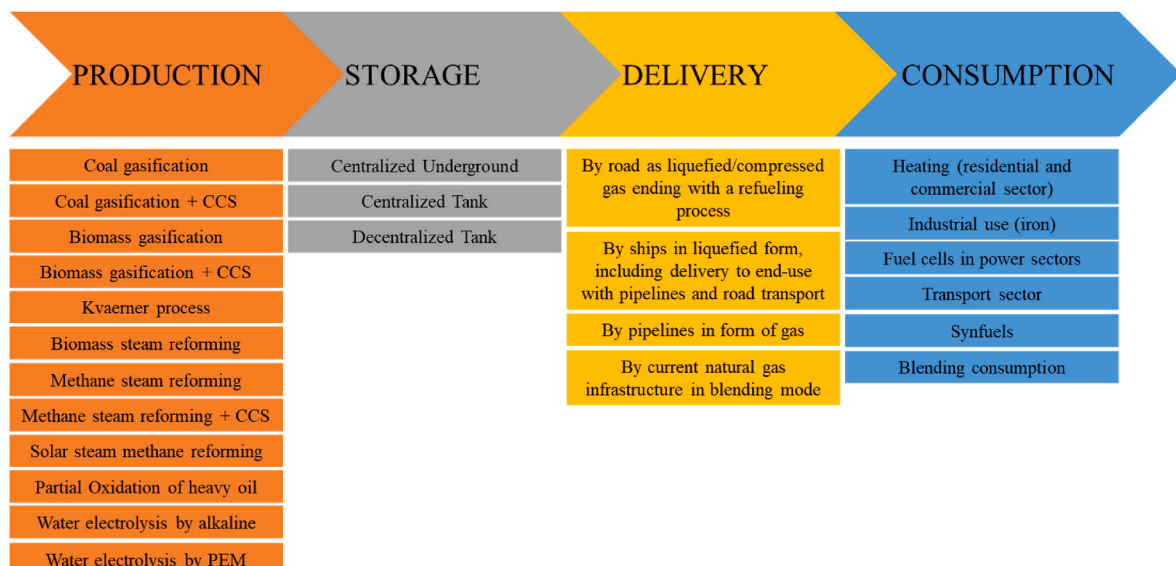 PRODUCTION
STORAGE
DELIVERY
CONSUMPTION
Coal gasification
Coal gasification + CCS
Biomass gasification
Biomass gasification + CCS
Kvaerner process
Biomass steam reforming
Methane steam reforming
Methane steam reforming + CCS
Solar steam methane reforming
Partial Oxidation of heavy oil
Water electrolysis by alkaline
Water electrolysis by PEM
Centralized Underground
Centralized Tank
Decentralized Tank
By road as liquefied/compressed
gas ending with a refueling
process
By ships in liquefied form,
including delivery to end-use
with pipelines and road transport
By pipelines in form of gas
By current natural gas
infrastructure in blending mode
Heating (residential and
commercial sector)
Industrial use (iron)
Fuel cells in power sectors
Transport sector
Synfuels
Blending consumption